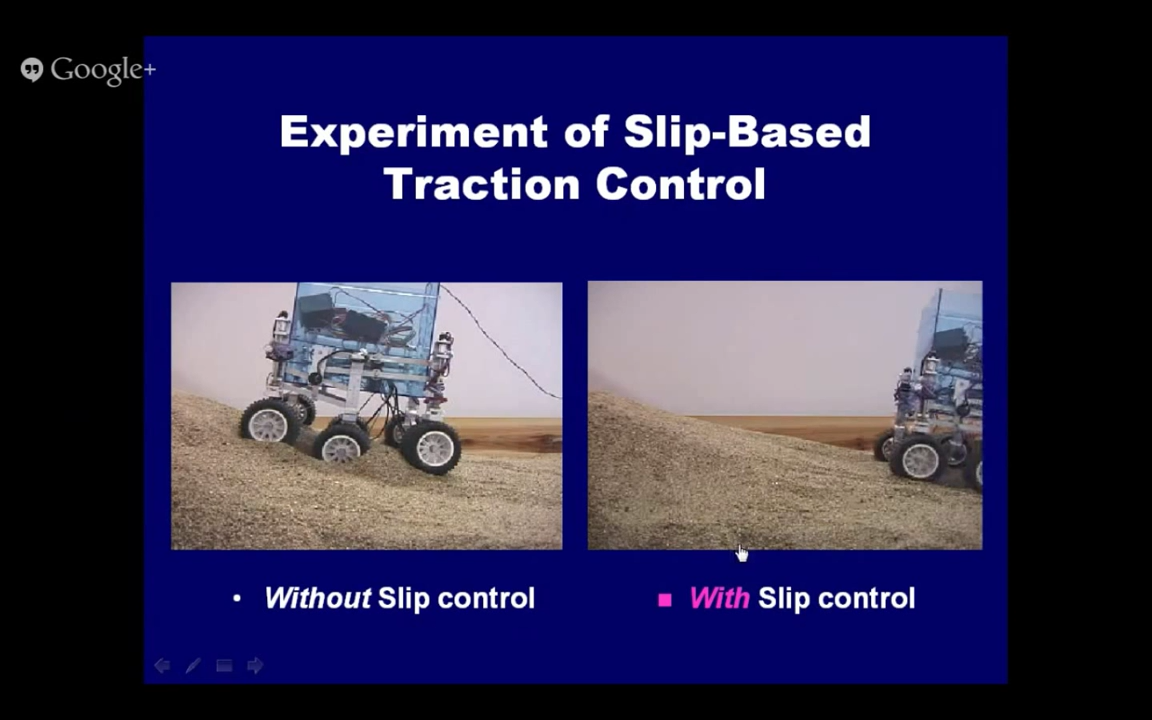 Google+
Experiment of Slip-Based
Traction Control
• Without Slip control
■ With Slip control